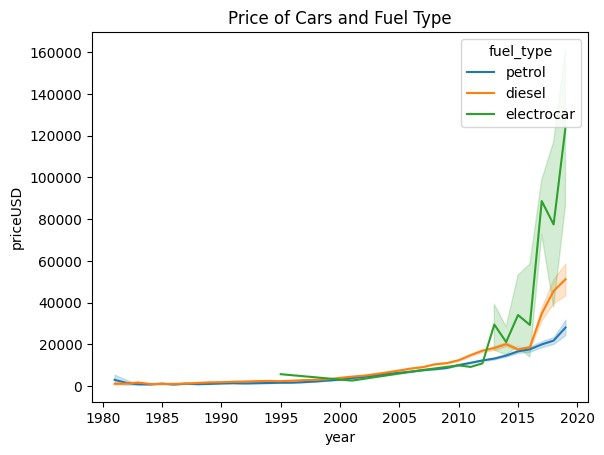 Price of Cars and Fuel Type
fuel_type
petrol
diesel
electrocar
priceUSD
160000
140000
120000
100000
80000
60000
40000
20000
0
1980 1985 1990 1995 2000 2005 2010 2015 2020
year